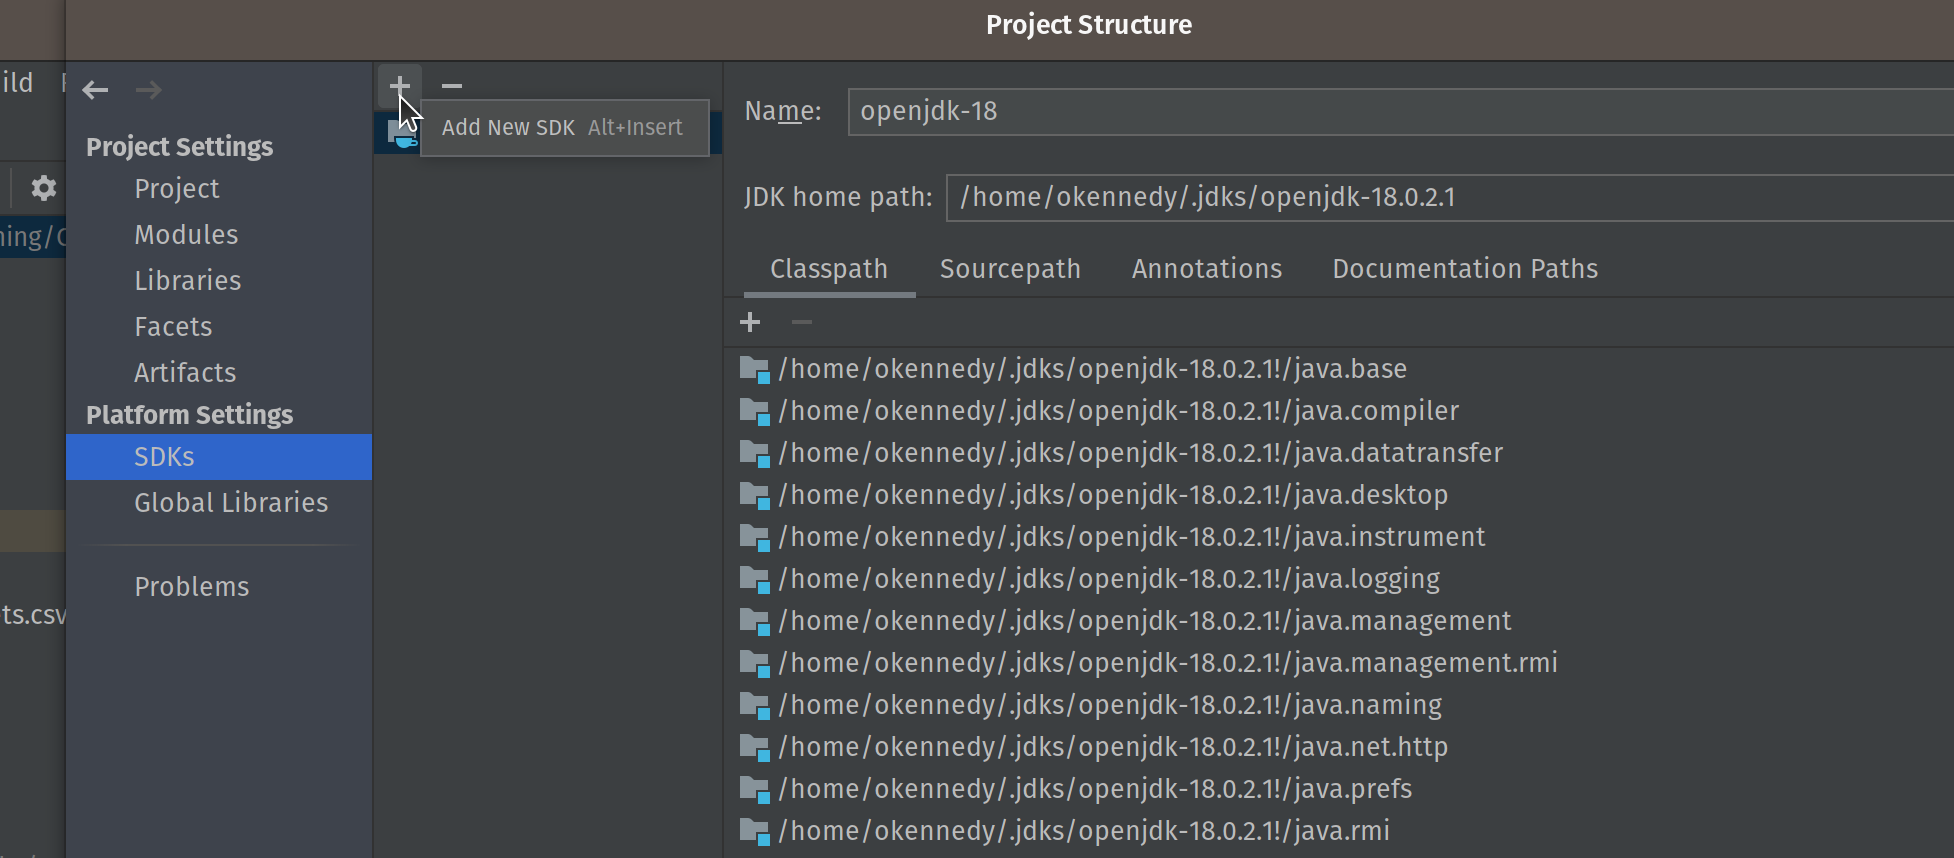 Project Structure
ild
Project Settings
Project
Modules
Libraries
Facets
Artifacts
Platform Settings
SDKs
Global Libraries
Problems
ning/C
ts.csv
Add New SDK Alt+Insert
Name: openjdk-18
JDK home path: /home/okennedy/.jdks/openjdk-18.0.2.1
Classpath Sourcepath Annotations Documentation Paths
/home/okennedy/.jdks/openjdk-18.0.2.1!/java.base
/home/okennedy/.jdks/openjdk-18.0.2.1!/java.compiler
/home/okennedy/.jdks/openjdk-18.0.2.1!/java.datatransfer
/home/okennedy/.jdks/openjdk-18.0.2.1!/java.desktop
/home/okennedy/.jdks/openjdk-18.0.2.1!/java.instrument
/home/okennedy/.jdks/openjdk-18.0.2.1!/java.logging
/home/okennedy/.jdks/openjdk-18.0.2.1!/java.management
/home/okennedy/.jdks/openjdk-18.0.2.1!/java.management.rmi
/home/okennedy/.jdks/openjdk-18.0.2.1!/java.naming
/home/okennedy/.jdks/openjdk-18.0.2.1!/java.net.http
/home/okennedy/.jdks/openjdk-18.0.2.1!/java.prefs
/home/okennedy/.jdks/openjdk-18.0.2.1!/java.rmi